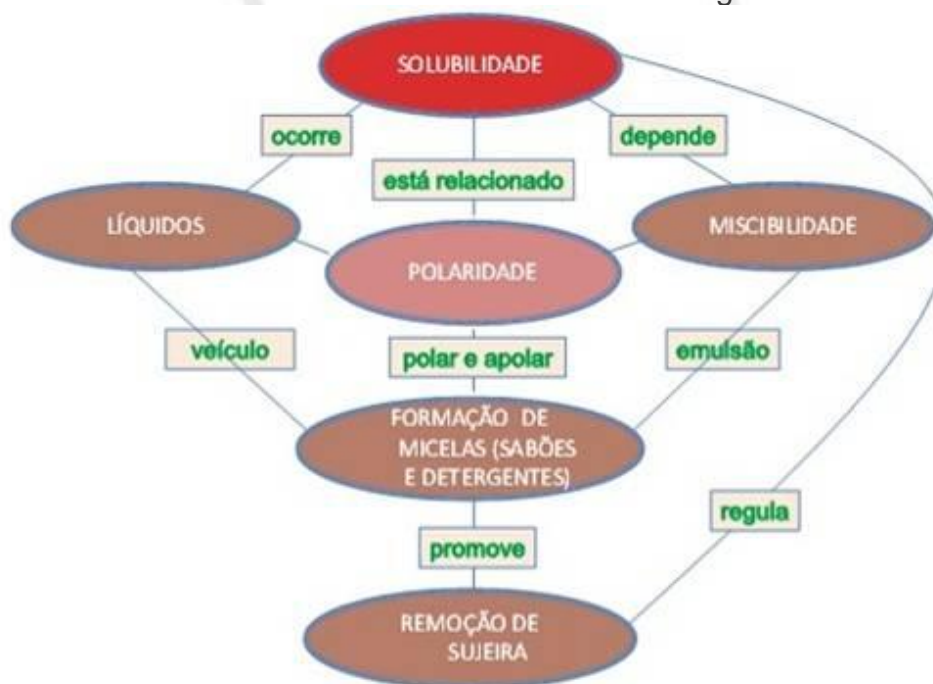 SOLUBILIDADE
ocorre
depende
está relacionado
LÍQUIDOS
MISCIBILIDADE
POLARIDADE
veículo
polar e apolar
emulsão
FORMAÇÃO DE
MICELAS (SABÕES
E DETERGENTES)
regula
promove
REMOÇÃO DE
SUJEIRA